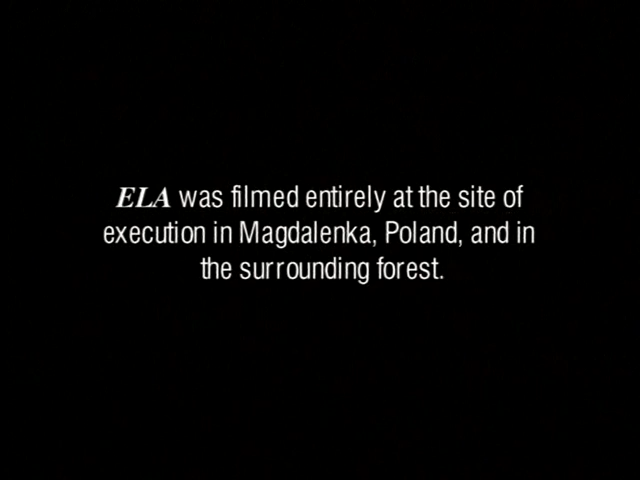 ELA was filmed entirely at the site of
execution in Magdalenka, Poland, and in
the surrounding forest.